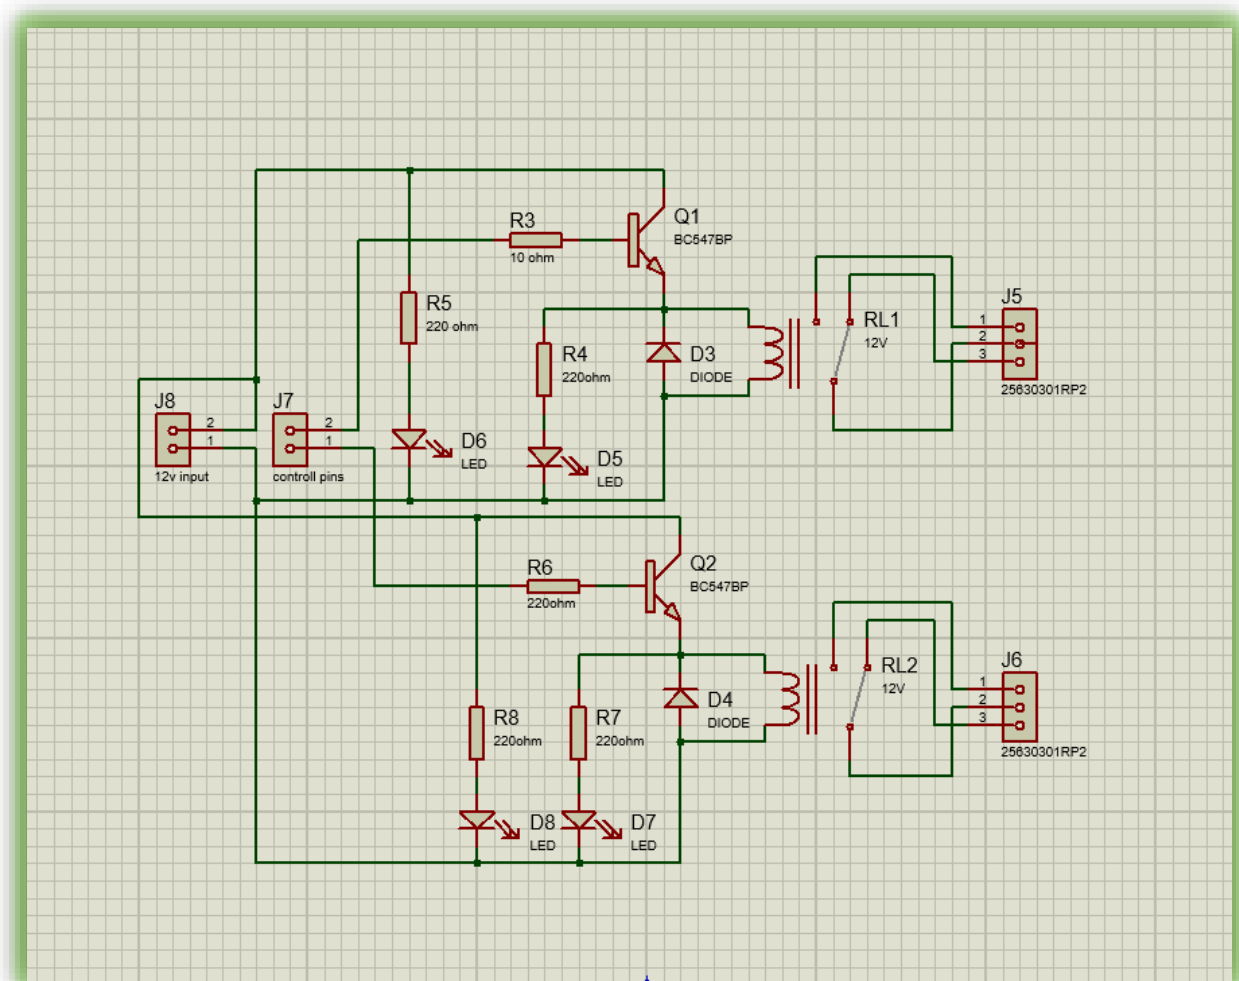 Q1
BC547BP
R3
10 ohm
R5
220 ohm
R4
220ohm
D3
DIODE
RL1
12V
J5
1
2
3
25630301RP2
J8
2
1
12v input
J7
2
1
controll pins
D6
LED
D5
LED
Q2
BC547BP
R6
220ohm
R8
220ohm
R7
220ohm
D4
DIODE
RL2
12V
J6
1
2
3
25630301RP2
D8
LED
D7
LED